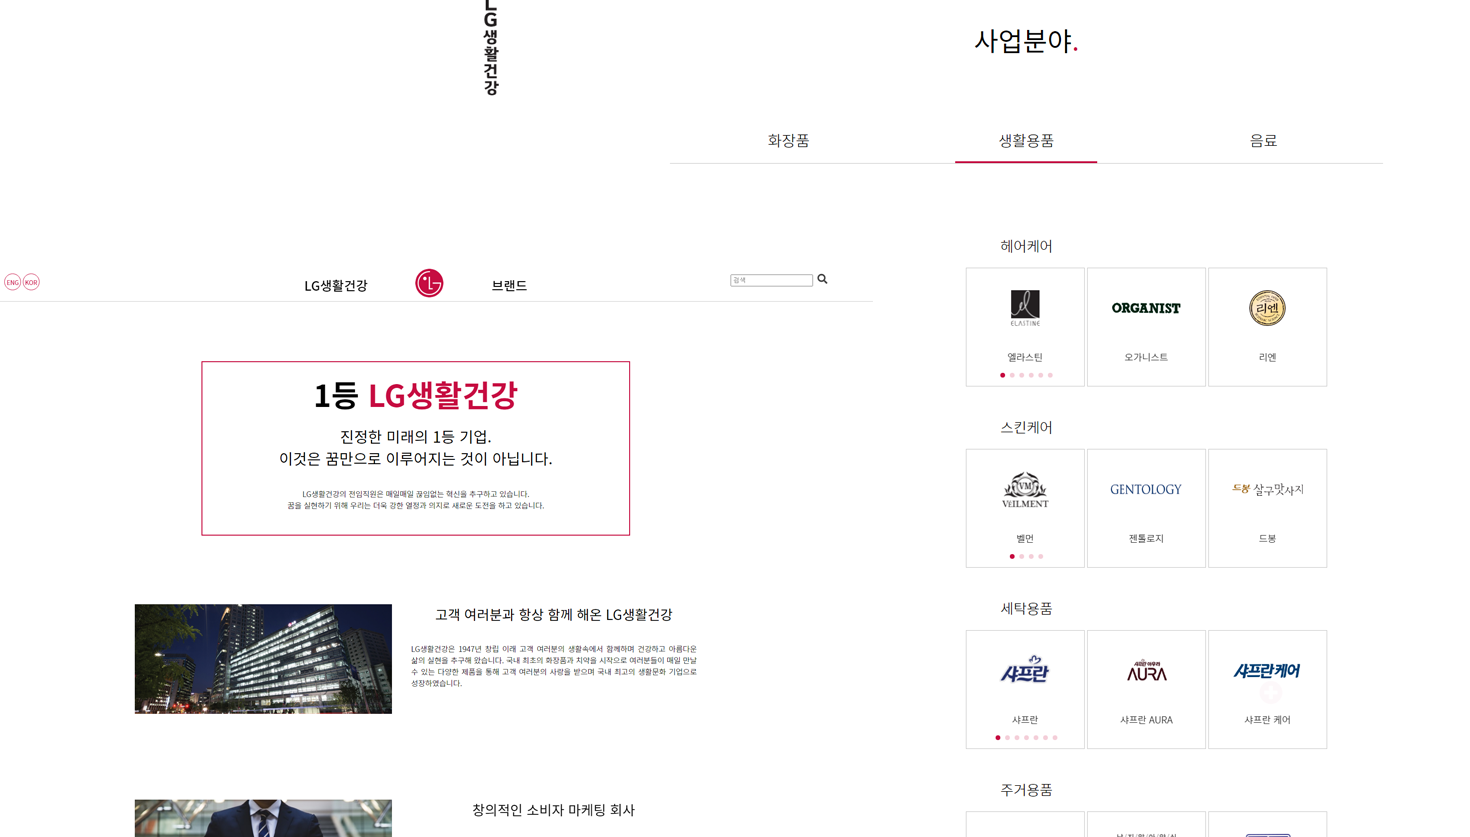 LG생활건강
사업분야.
화장품
생활용품
음료
ENG
KOR
LG생활건강
LG
브랜드
검색
1등 LG생활건강
진정한 미래의 1등 기업.
이것은 꿈만으로 이루어지는 것이 아닙니다.
LG생활건강의 전임직원은 매일매일 끊임없는 혁신을 추구하고 있습니다.
꿈을 실현하기 위해 우리는 더욱 강한 열정과 의지로 새로운 도전을 하고 있습니다.
고객 여러분과 항상 함께 해온 LG생활건강
LG생활건강은 1947년 창립 이래 고객 여러분의 생활속에서 함께하며 건강하고 아름다운
삶의 실현을 추구해 왔습니다. 국내 최초의 화장품과 치약을 시작으로 여러분들이 매일 만날
수 있는 다양한 제품을 통해 고객 여러분의 사랑을 받으며 국내 최고의 생활문화 기업으로
성장하였습니다.
창의적인 소비자 마케팅 회사
헤어케어
ELASTINE
ORGANIST
리엔
엘라스틴
오가니스트
리엔
스킨케어
VM
VEILMENT
GENTOLOGY
드봉 살구맛사지
벨먼
젠톨로지
드봉
세탁용품
샤프란
샤프란 아우라
AURA
샤프란 케어
샤프란
샤프란 AURA
샤프란 케어
주거용품